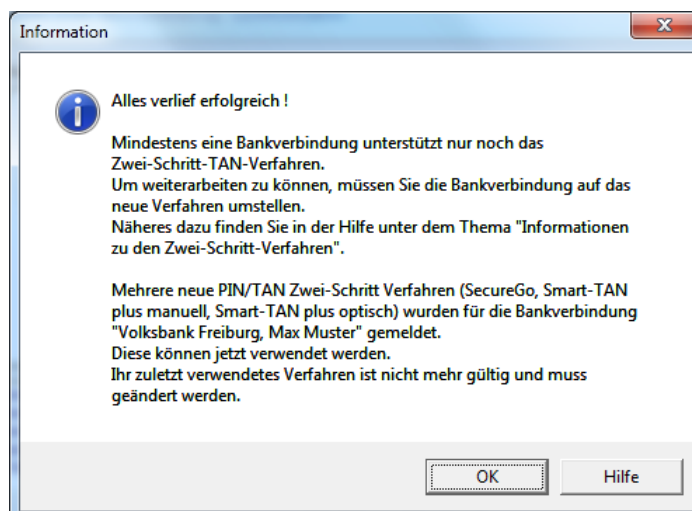 Information
Alles verlief erfolgreich !
Mindestens eine Bankverbindung unterstützt nur noch das
Zwei-Schritt-TAN-Verfahren.
Um weiterarbeiten zu können, müssen Sie die Bankverbindung auf das
neue Verfahren umstellen.
Näheres dazu finden Sie in der Hilfe unter dem Thema "Informationen
zu den Zwei-Schritt-Verfahren".
Mehrere neue PIN/TAN Zwei-Schritt Verfahren (SecureGo, Smart-TAN
plus manuell, Smart-TAN plus optisch) wurden für die Bankverbindung
"Volksbank Freiburg, Max Muster" gemeldet.
Diese können jetzt verwendet werden.
Ihr zuletzt verwendetes Verfahren ist nicht mehr gültig und muss
geändert werden.
OK
Hilfe